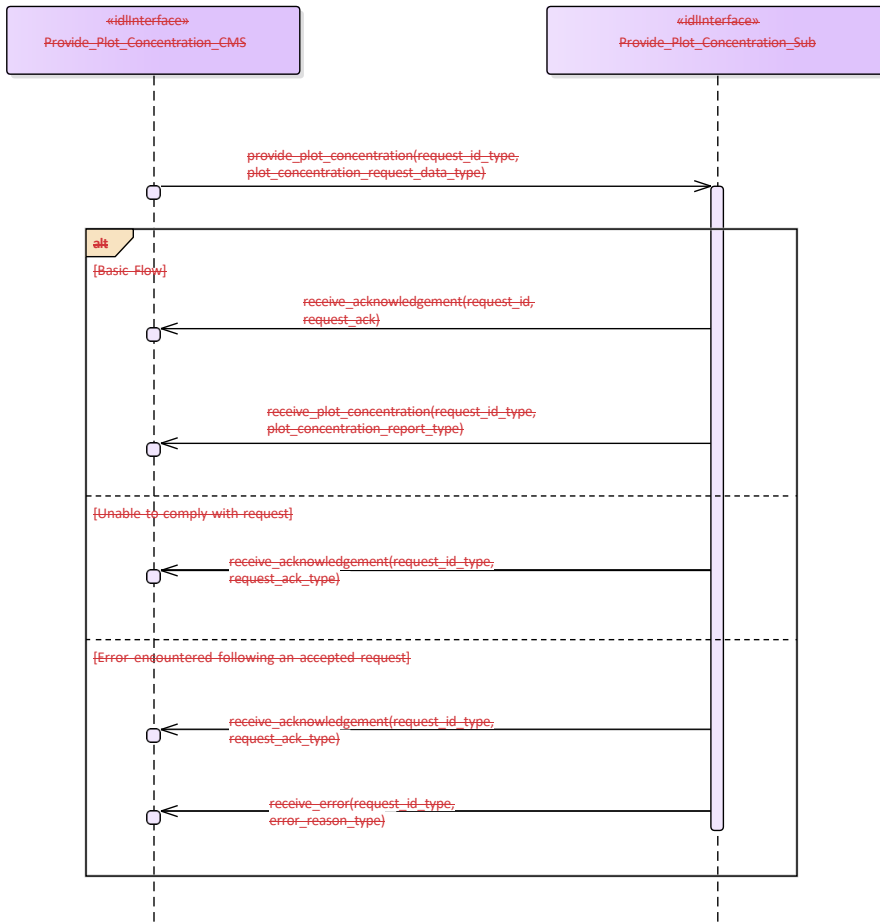 «idlInterface»
Provide_Plot_Concentration_CMS
«idlInterface»
Provide_Plot_Concentration_Sub
provide_plot_concentration(request_id_type,
plot_concentration_request_data_type)
alt
[Basic Flow]
receive_acknowledgement(request_id,
request_ack)
receive_plot_concentration(request_id_type,
plot_concentration_report_type)
[Unable to comply with request]
receive_acknowledgement(request_id_type,
request_ack_type)
[Error encountered following an accepted request]
receive_acknowledgement(request_id_type,
request_ack_type)
receive_error(request_id_type,
error_reason_type)